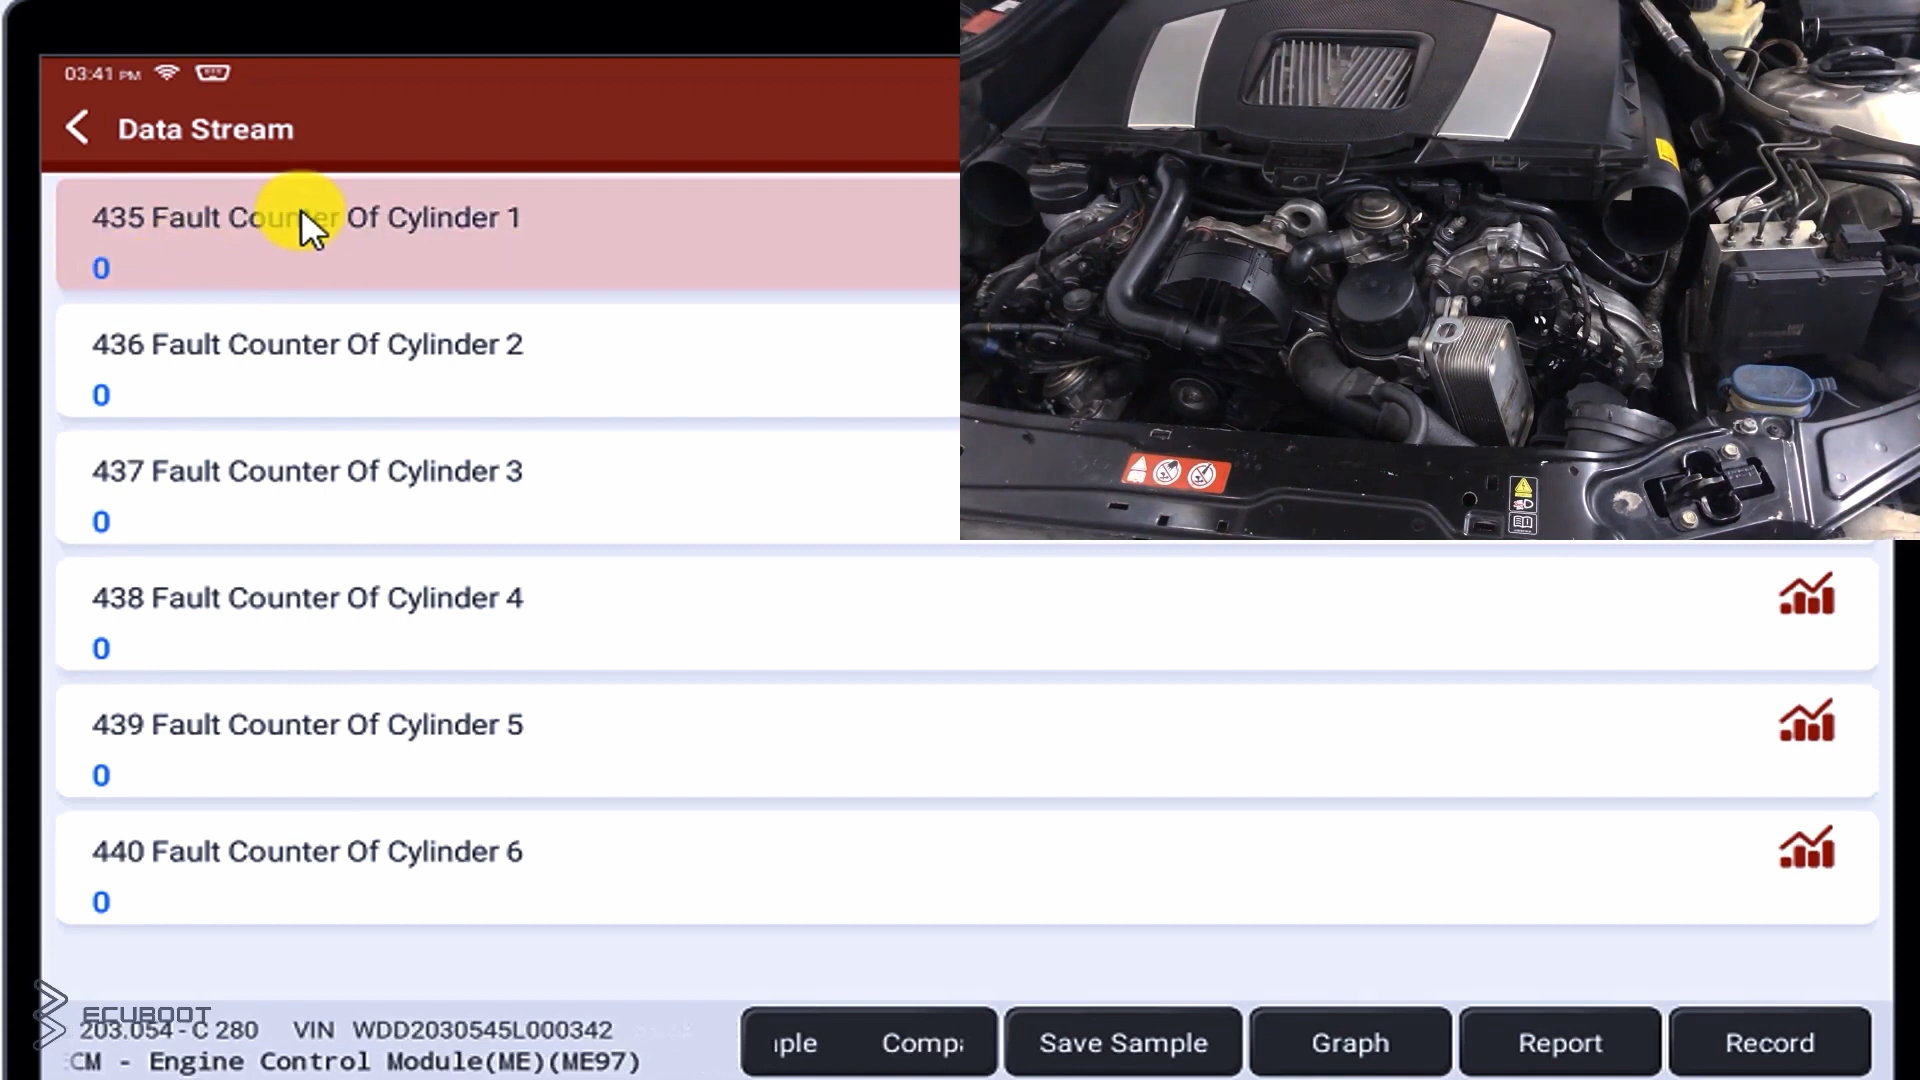 03:41 PM
Data Stream
435 Fault Counter Of Cylinder 1
0
436 Fault Counter Of Cylinder 2
0
437 Fault Counter Of Cylinder 3
0
438 Fault Counter Of Cylinder 4
0
439 Fault Counter Of Cylinder 5
0
440 Fault Counter Of Cylinder 6
0
ECUBOOT
203.054 - C 280 VIN WDD2030545L000342
CM - Engine Control Module(ME)(ME97)
Save Sample
Graph
Report
Record